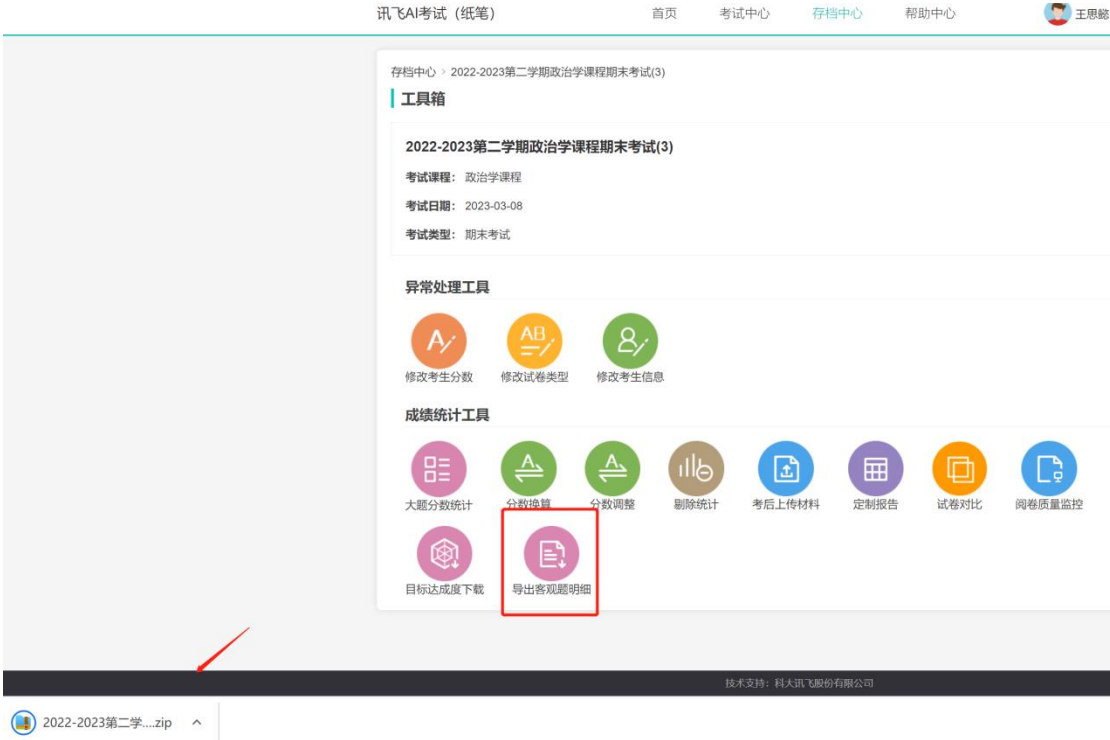 讯飞AI考试（纸笔） 首页 考试中心 存档中心 帮助中心 王思懿
存档中心 > 2022-2023第二学期政治学课程期末考试(3)
工具箱
2022-2023第二学期政治学课程期末考试(3)
考试课程： 政治学课程
考试日期： 2023-03-08
考试类型： 期末考试
异常处理工具
修改考生分数 修改试卷类型 修改考生信息
成绩统计工具
大题分数统计 分数换算 分数调整 剔除统计 考后上传材料 定制报告 试卷对比 阅卷质量监控
目标达成度下载 导出客观题明细
技术支持：科大讯飞股份有限公司
2022-2023第二学....zip